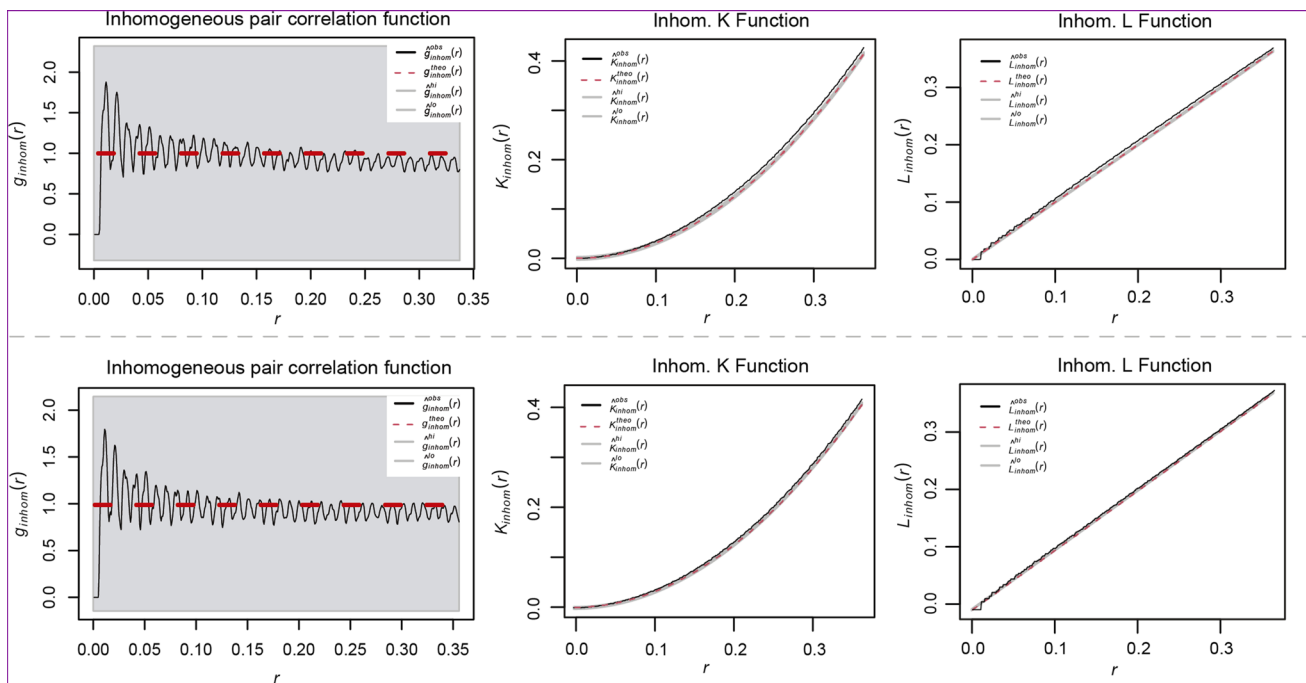 Inhomogeneous pair correlation function
g_inhom(r)
2.0
1.5
1.0
0.5
0.0
ĝ^obs_inhom(r)
g^theo_inhom(r)
ĝ^hi_inhom(r)
ĝ^lo_inhom(r)
0.00 0.05 0.10 0.15 0.20 0.25 0.30 0.35
r
Inhom. K Function
K_inhom(r)
0.4
0.2
0.0
K̂^obs_inhom(r)
K^theo_inhom(r)
K̂^hi_inhom(r)
K̂^lo_inhom(r)
0.0 0.1 0.2 0.3
r
Inhom. L Function
L_inhom(r)
0.3
0.2
0.1
0.0
L̂^obs_inhom(r)
L^theo_inhom(r)
L̂^hi_inhom(r)
L̂^lo_inhom(r)
0.0 0.1 0.2 0.3
r
Inhomogeneous pair correlation function
g_inhom(r)
2.0
1.5
1.0
0.5
0.0
ĝ^obs_inhom(r)
g^theo_inhom(r)
ĝ^hi_inhom(r)
ĝ^lo_inhom(r)
0.00 0.05 0.10 0.15 0.20 0.25 0.30 0.35
r
Inhom. K Function
K_inhom(r)
0.4
0.2
0.0
K̂^obs_inhom(r)
K^theo_inhom(r)
K̂^hi_inhom(r)
K̂^lo_inhom(r)
0.0 0.1 0.2 0.3
r
Inhom. L Function
L_inhom(r)
0.3
0.2
0.1
0.0
L̂^obs_inhom(r)
L^theo_inhom(r)
L̂^hi_inhom(r)
L̂^lo_inhom(r)
0.0 0.1 0.2 0.3
r